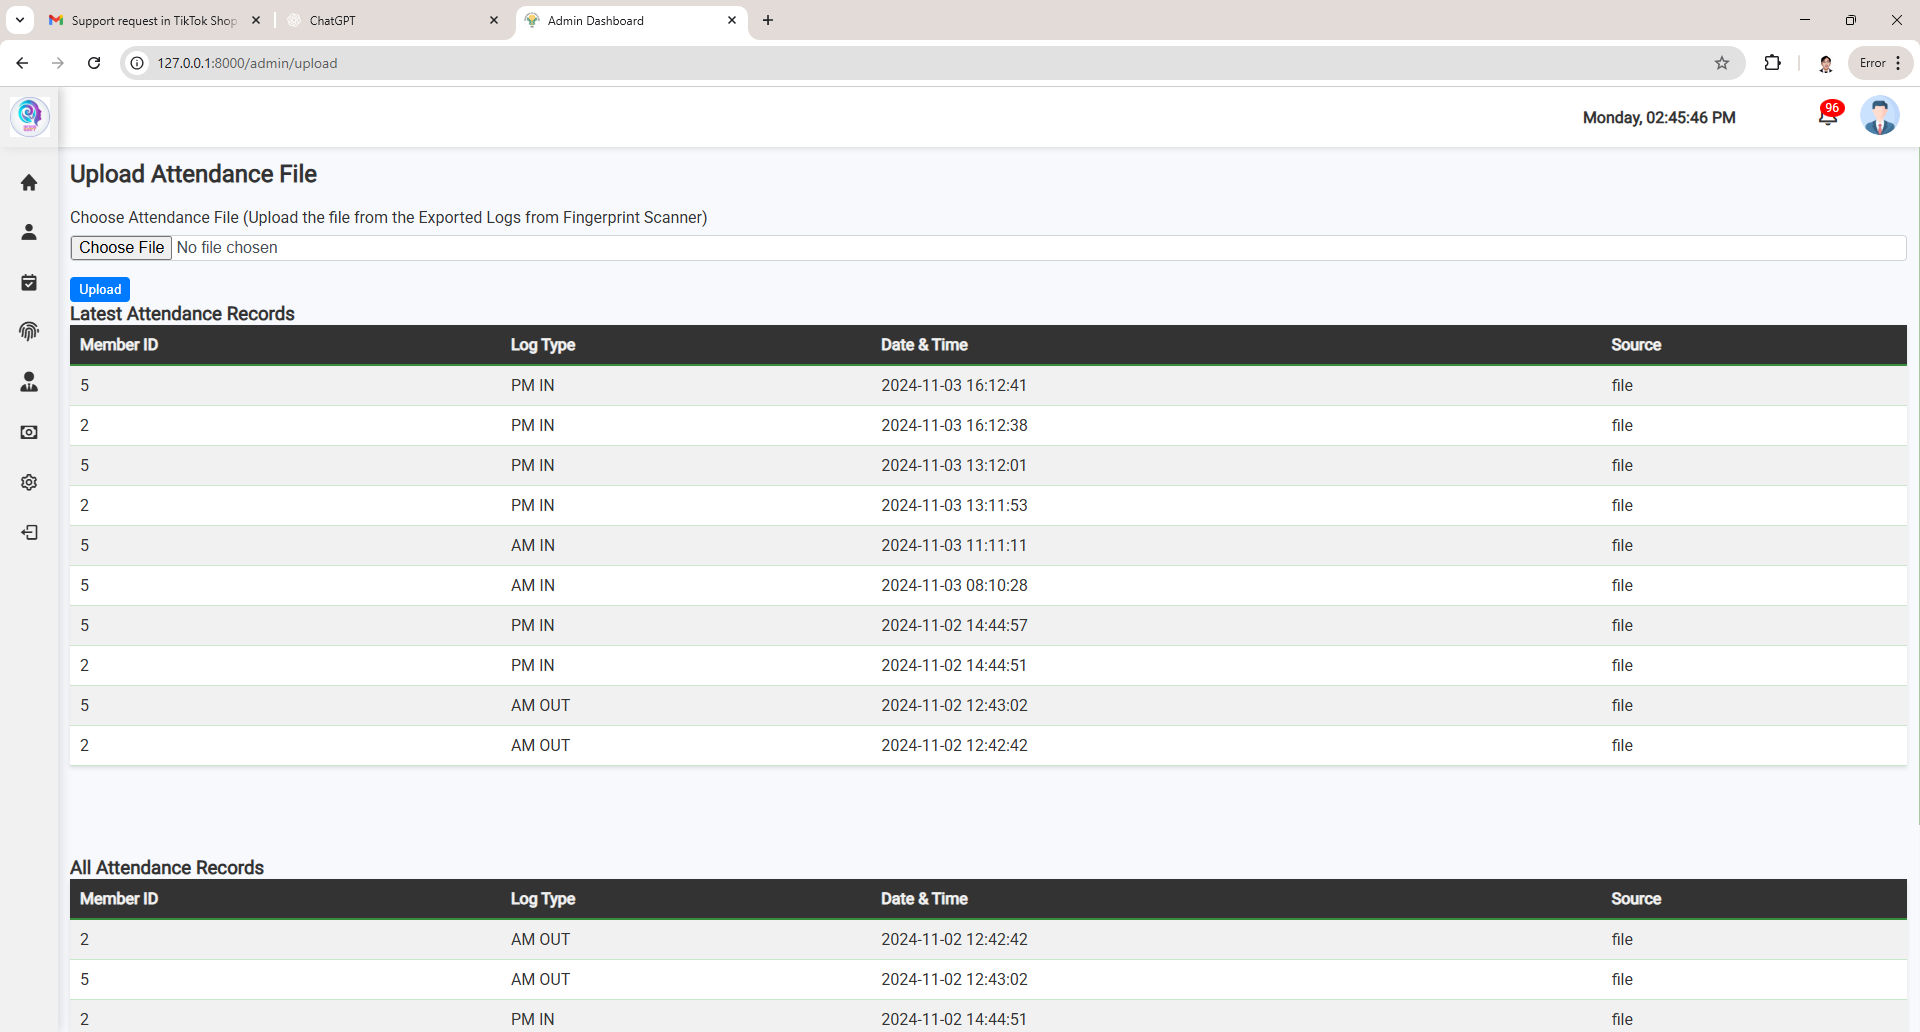 Support request in TikTok Shop
ChatGPT
Admin Dashboard
127.0.0.1:8000/admin/upload
Error
Monday, 02:45:46 PM
96
Upload Attendance File
Choose Attendance File (Upload the file from the Exported Logs from Fingerprint Scanner)
Choose File No file chosen
Upload
Latest Attendance Records
Member ID Log Type Date & Time Source
5 PM IN 2024-11-03 16:12:41 file
2 PM IN 2024-11-03 16:12:38 file
5 PM IN 2024-11-03 13:12:01 file
2 PM IN 2024-11-03 13:11:53 file
5 AM IN 2024-11-03 11:11:11 file
5 AM IN 2024-11-03 08:10:28 file
5 PM IN 2024-11-02 14:44:57 file
2 PM IN 2024-11-02 14:44:51 file
5 AM OUT 2024-11-02 12:43:02 file
2 AM OUT 2024-11-02 12:42:42 file
All Attendance Records
Member ID Log Type Date & Time Source
2 AM OUT 2024-11-02 12:42:42 file
5 AM OUT 2024-11-02 12:43:02 file
2 PM IN 2024-11-02 14:44:51 file